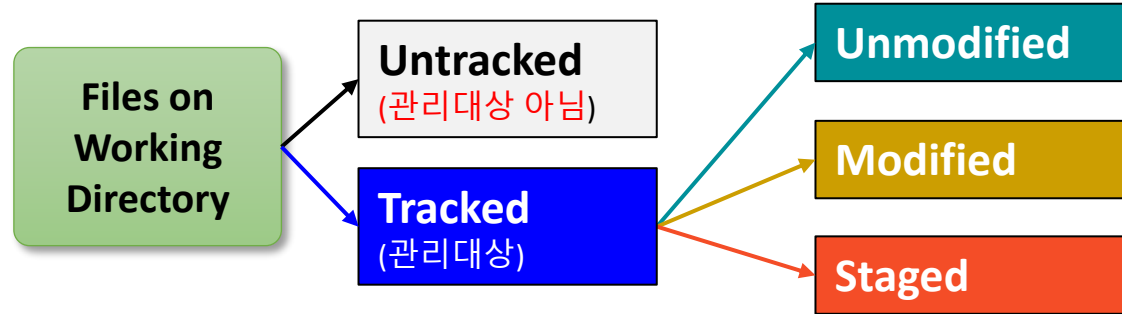 Files on
Working
Directory
Untracked
(관리대상 아님)
Tracked
(관리대상)
Unmodified
Modified
Staged